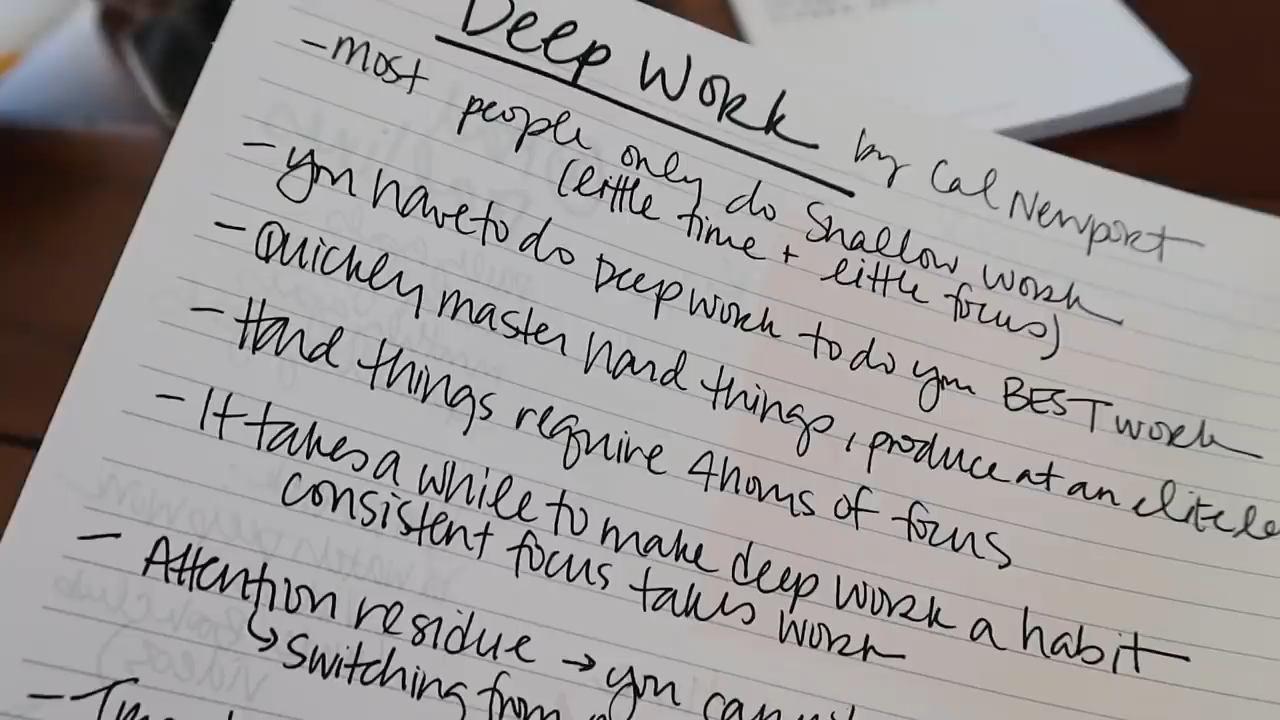 Deep Work by Cal Newport
- most people only do shallow work
(little time + little focus)
- you have to do Deep work to do your BEST work
- Quickly master hard things, produce at an elite le
- Hard things require 4 hours of focus
- It takes a while to make deep work a habit
consistent focus takes work
- Attention residue → you can
↳ switching from
-